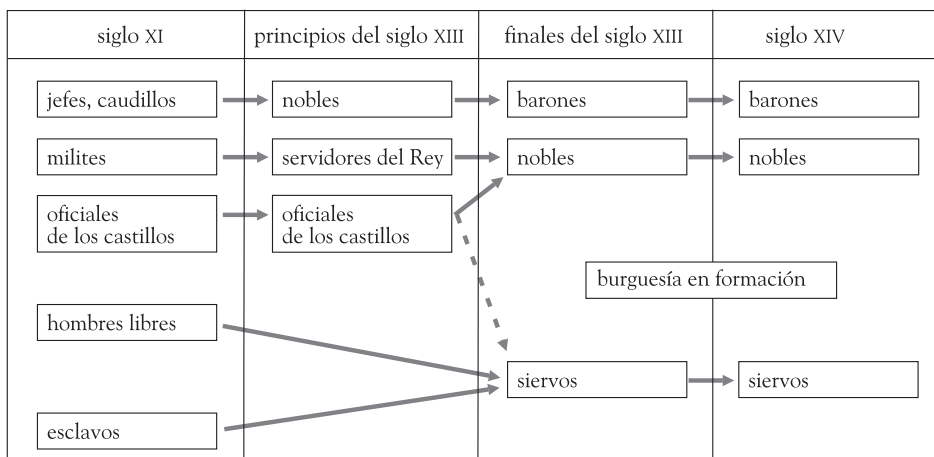 siglo XI
principios del siglo XIII
finales del siglo XIII
siglo XIV
jefes, caudillos
nobles
barones
barones
milites
servidores del Rey
nobles
nobles
oficiales
de los castillos
oficiales
de los castillos
burguesía en formación
hombres libres
siervos
siervos
esclavos